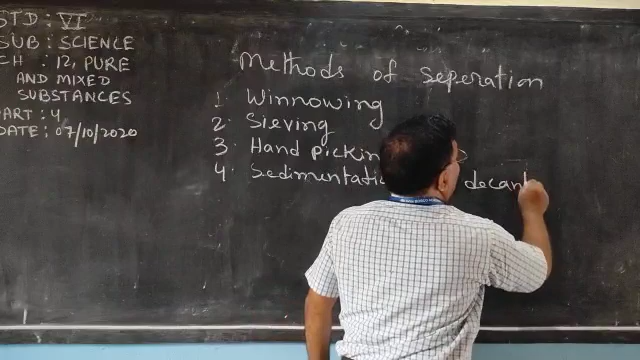 STD : VI
SUB : SCIENCE
CH : 12, PURE
AND MIXED
SUBSTANCES
PART : 4
DATE : 07/10/2020
Methods of seperation
1. Winnowing
2. Sieving
3. Hand pickin
4. Sedimentati decant